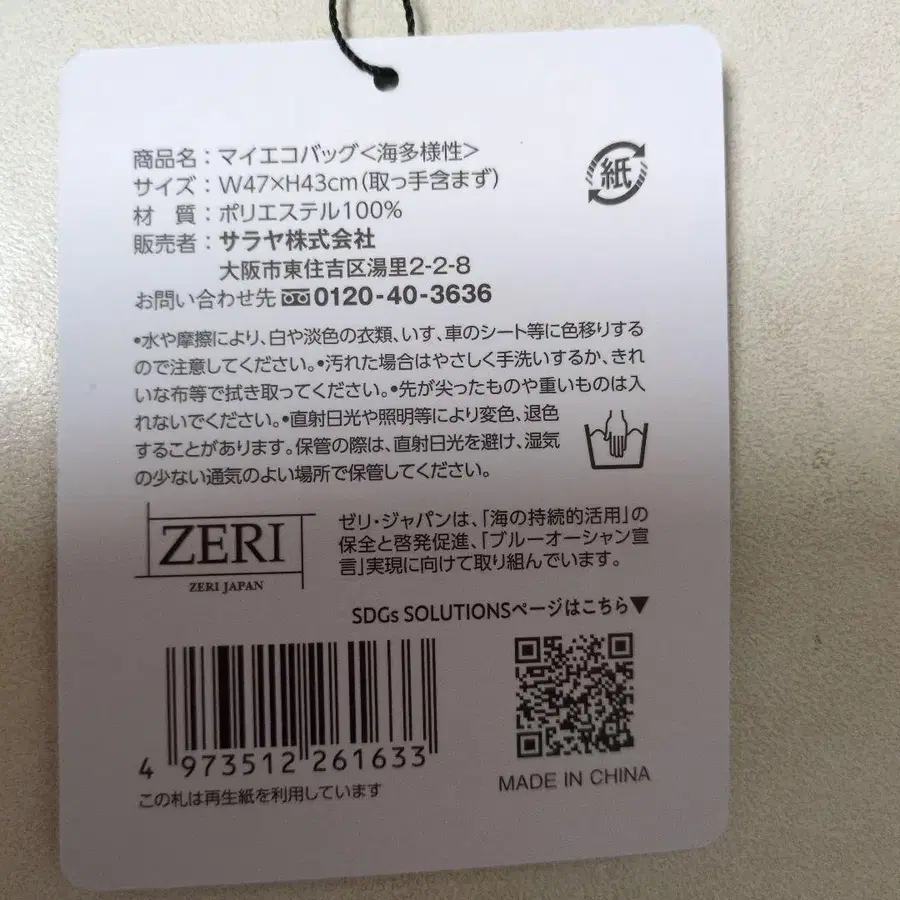 商品名：マイエコバッグ<海多様性>
サイズ：W47×H43cm(取っ手含まず)
材　質：ポリエステル100%
販売者：サラヤ株式会社
大阪市東住吉区湯里2-2-8
お問い合わせ先 0120-40-3636
紙
•水や摩擦により、白や淡色の衣類、いす、車のシート等に色移りする
ので注意してください。•汚れた場合はやさしく手洗いするか、きれ
いな布等で拭き取ってください。•先が尖ったものや重いものは入
れないでください。•直射日光や照明等により変色、退色
することがあります。保管の際は、直射日光を避け、湿気
の少ない通気のよい場所で保管してください。
ZERI
ZERI JAPAN
ゼリ・ジャパンは、「海の持続的活用」の
保全と啓発促進、「ブルーオーシャン宣
言」実現に向けて取り組んでいます。
SDGs SOLUTIONSページはこちら▼
4 973512 261633
MADE IN CHINA
この札は再生紙を利用しています